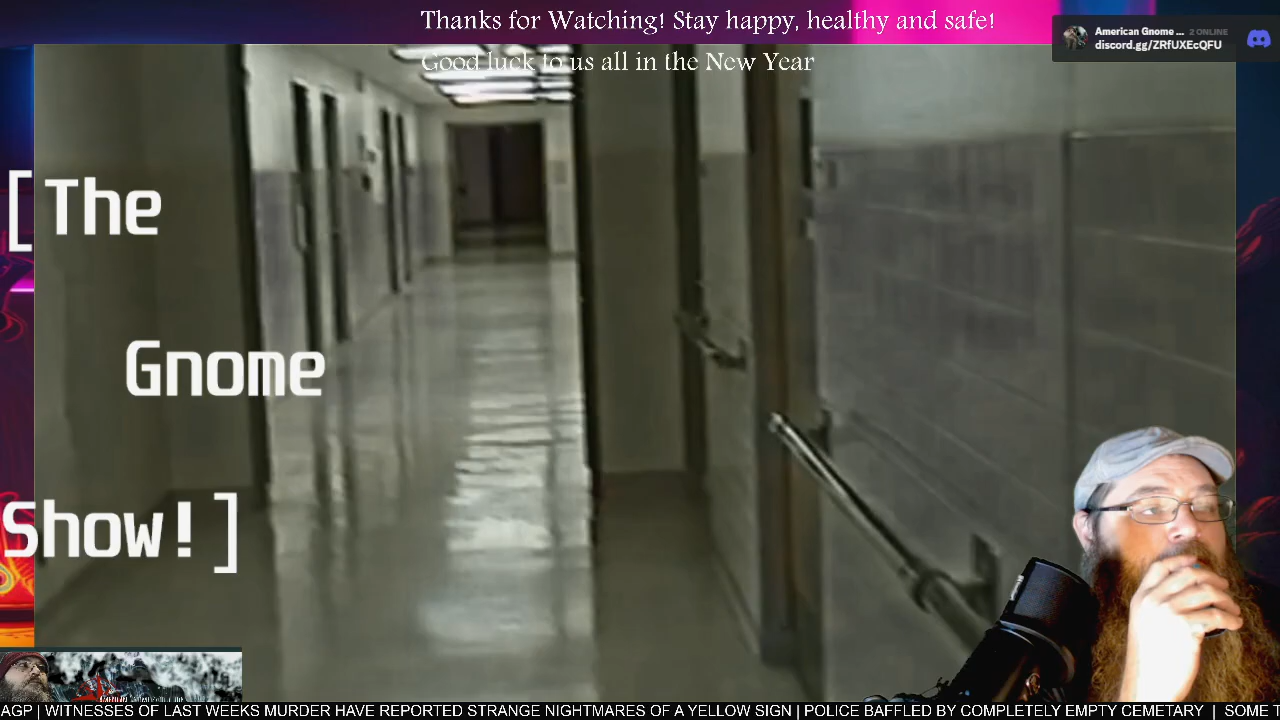 Thanks for Watching! Stay happy, healthy and safe!
Good luck to us all in the New Year
American Gnome ... 2 ONLINE
discord.gg/ZRfUXEcQFU
[The
Gnome
Show!]
AGP | WITNESSES OF LAST WEEKS MURDER HAVE REPORTED STRANGE NIGHTMARES OF A YELLOW SIGN | POLICE BAFFLED BY COMPLETELY EMPTY CEMETARY | SOME